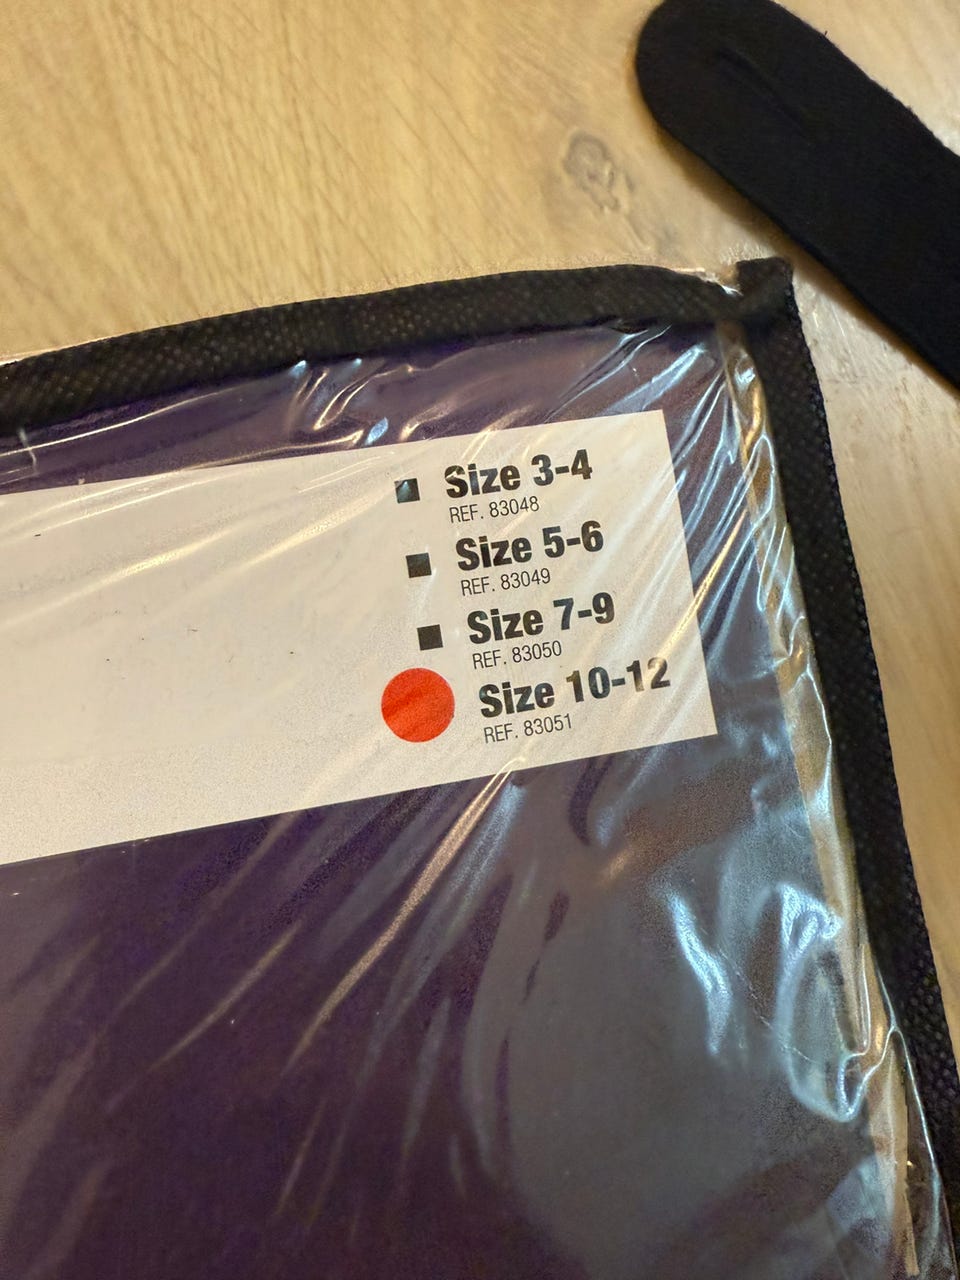 Size 3-4
REF. 83048
Size 5-6
REF. 83049
Size 7-9
REF. 83050
Size 10-12
REF. 83051